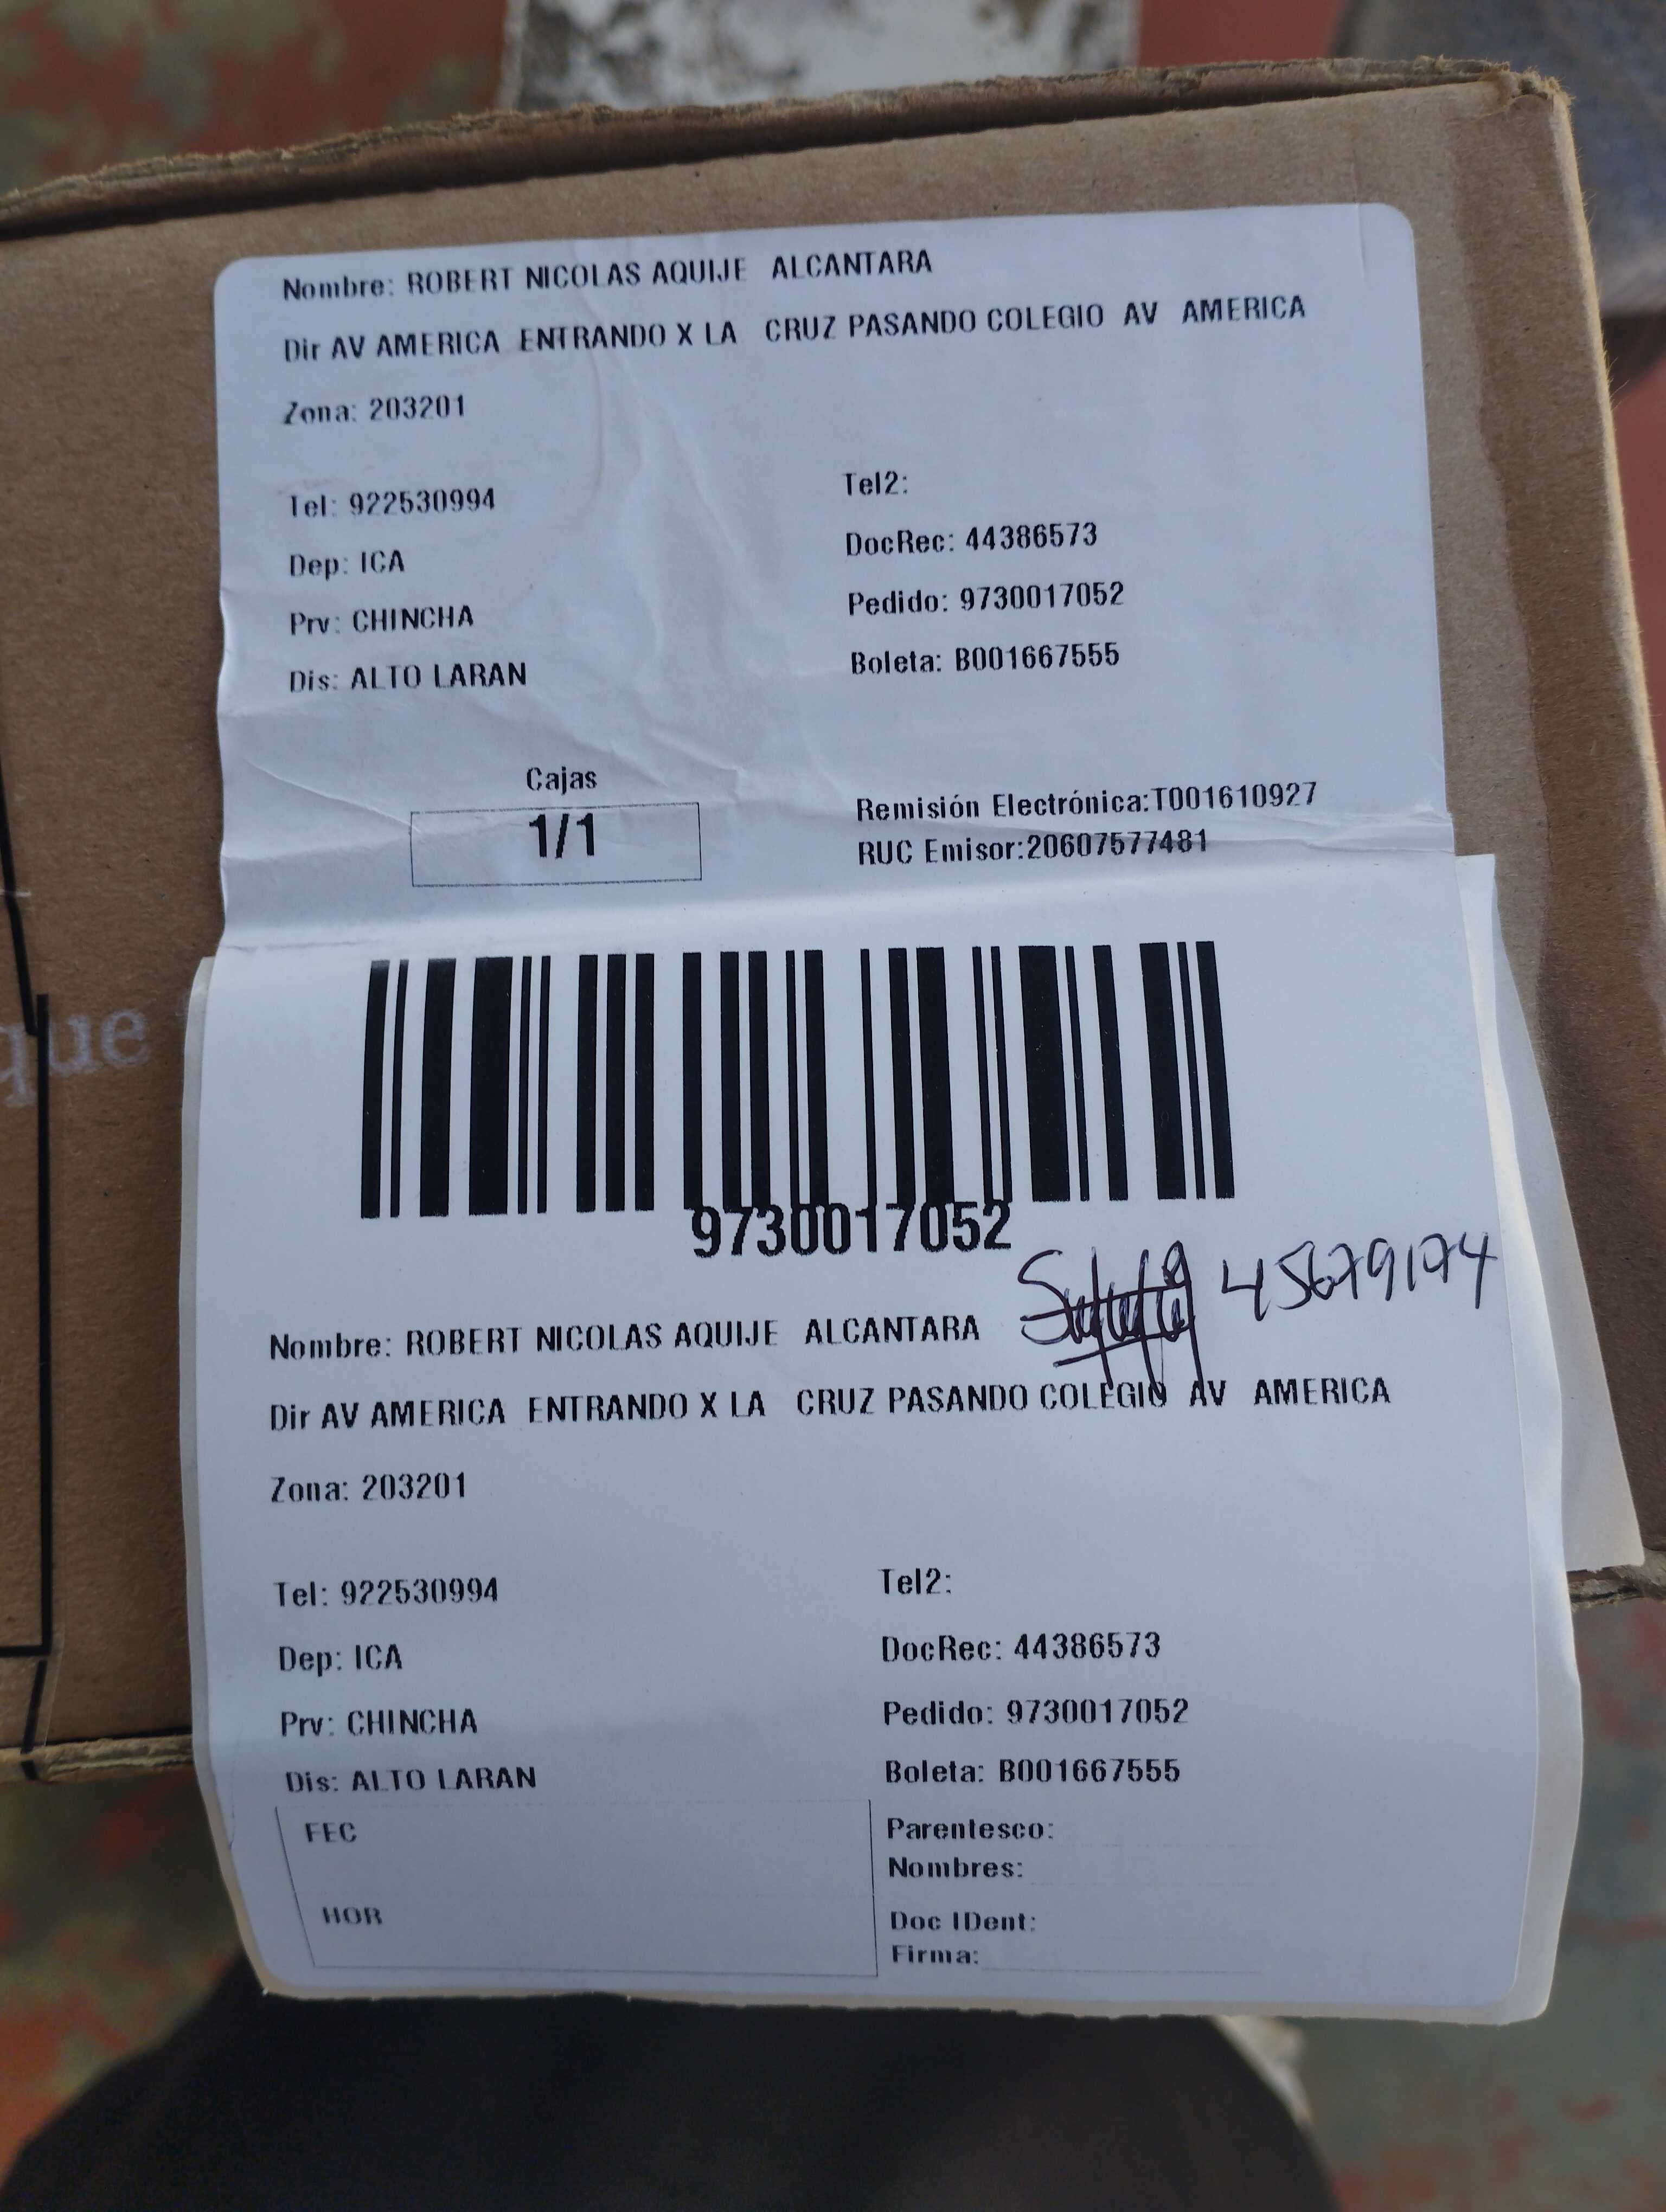 Nombre: ROBERT NICOLAS AQUIJE ALCANTARA
Dir AV AMERICA ENTRANDO X LA CRUZ PASANDO COLEGIO AV AMERICA
Zona: 203201
Tel: 922530994
Tel2:
Dep: ICA
DocRec: 44386573
Prv: CHINCHA
Pedido: 9730017052
Dis: ALTO LARAN
Boleta: B001667555
Cajas
1/1
Remisión Electrónica:T001610927
RUC Emisor:20607577481
que
9730017052
Nombre: ROBERT NICOLAS AQUIJE ALCANTARA
Dir AV AMERICA ENTRANDO X LA CRUZ PASANDO COLEGIO AV AMERICA
Zona: 203201
Tel: 922530994
Tel2:
Dep: ICA
DocRec: 44386573
Prv: CHINCHA
Pedido: 9730017052
Dis: ALTO LARAN
Boleta: B001667555
FEC
HOR
Parentesco:
Nombres:
Doc IDent:
Firma: